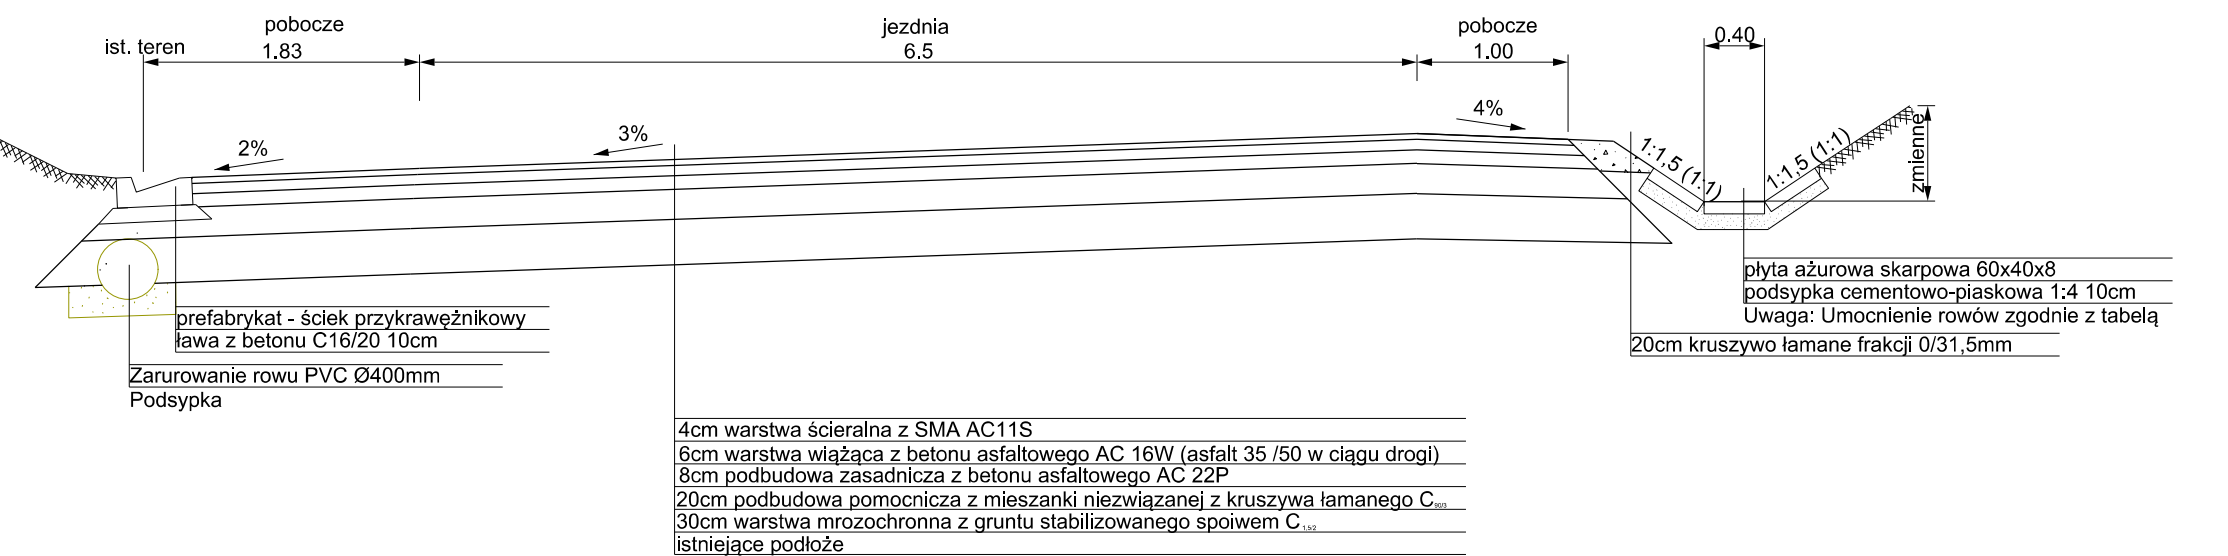 pobocze
jezdnia
pobocze
ist. teren
1.83
6.5
1.00
0.40
2%
3%
4%
1:1,5 (1:1)
1:1,5 (1:1)
zmienne
płyta ażurowa skarpowa 60x40x8
podsypka cementowo-piaskowa 1:4 10cm
Uwaga: Umocnienie rowów zgodnie z tabelą
20cm kruszywo łamane frakcji 0/31,5mm
prefabrykat - ściek przykrawężnikowy
ława z betonu C16/20 10cm
Zarurowanie rowu PVC Ø400mm
Podsypka
4cm warstwa ścieralna z SMA AC11S
6cm warstwa wiążąca z betonu asfaltowego AC 16W (asfalt 35 /50 w ciągu drogi)
8cm podbudowa zasadnicza z betonu asfaltowego AC 22P
20cm podbudowa pomocnicza z mieszanki niezwiązanej z kruszywa łamanego C90/3
30cm warstwa mrozochronna z gruntu stabilizowanego spoiwem C1,5/2
istniejące podłoże